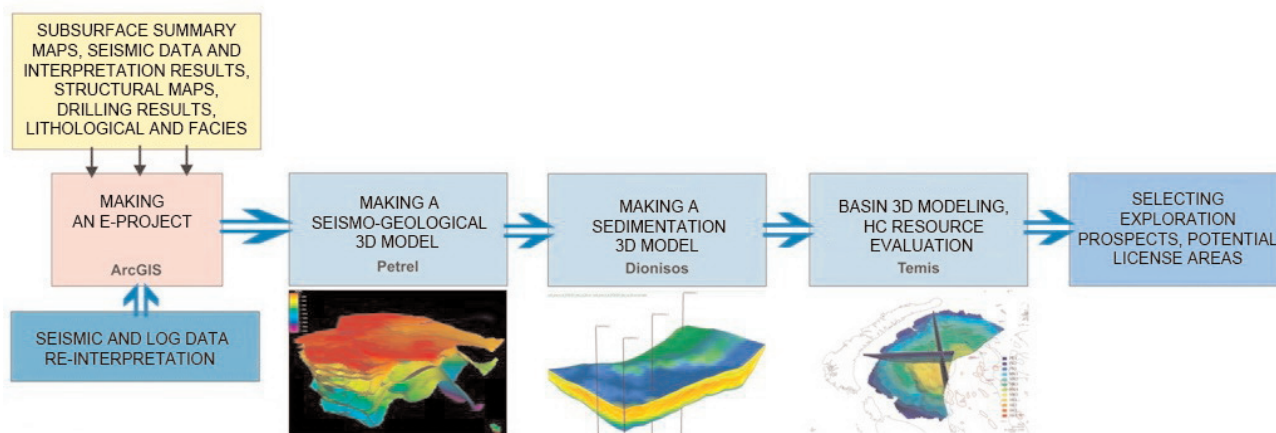 SUBSURFACE SUMMARY
MAPS, SEISMIC DATA AND
INTERPRETATION RESULTS,
STRUCTURAL MAPS,
DRILLING RESULTS,
LITHOLOGICAL AND FACIES
MAKING
AN E-PROJECT
ArcGIS
SEISMIC AND LOG DATA
RE-INTERPRETATION
MAKING A
SEISMO-GEOLOGICAL
3D MODEL
Petrel
MAKING A
SEDIMENTATION
3D MODEL
Dionisos
BASIN 3D MODELING,
HC RESOURCE
EVALUATION
Temis
SELECTING
EXPLORATION
PROSPECTS, POTENTIAL
LICENSE AREAS